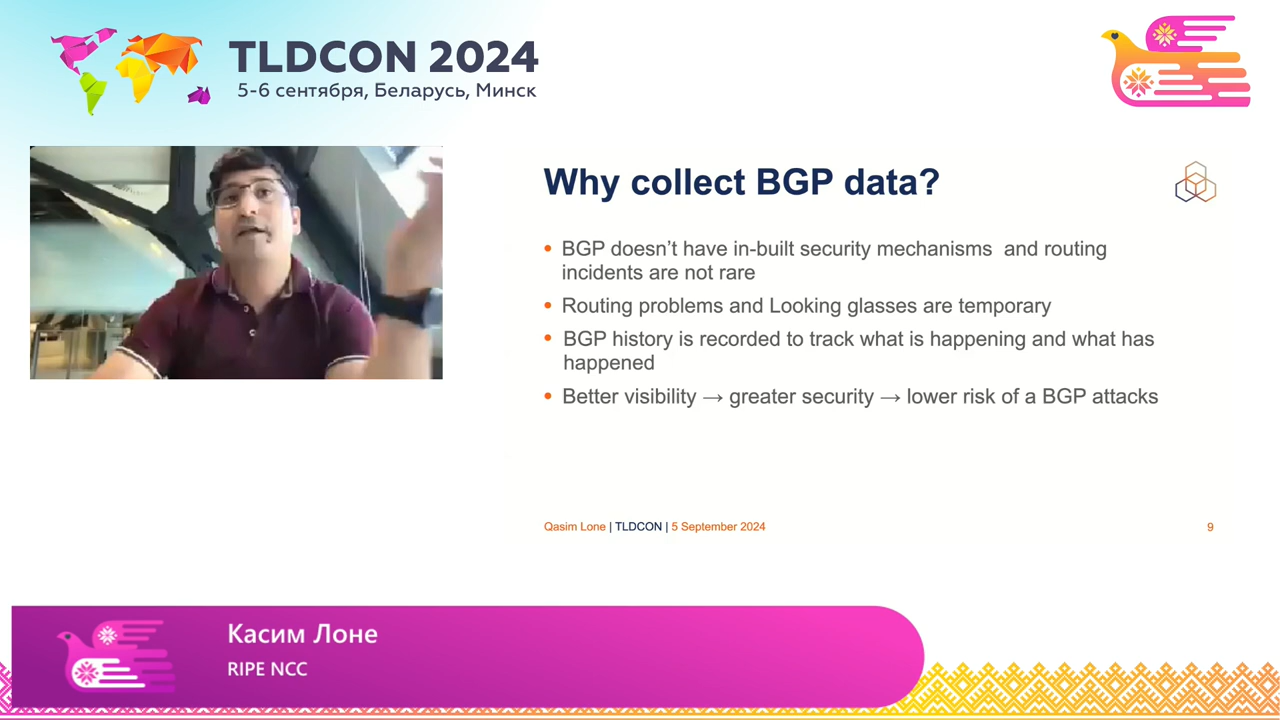 TLDCON 2024
5-6 сентября, Беларусь, Минск
Why collect BGP data?
• BGP doesn’t have in-built security mechanisms and routing
incidents are not rare
• Routing problems and Looking glasses are temporary
• BGP history is recorded to track what is happening and what has
happened
• Better visibility → greater security → lower risk of a BGP attacks
Qasim Lone | TLDCON | 5 September 2024
9
Касим Лоне
RIPE NCC